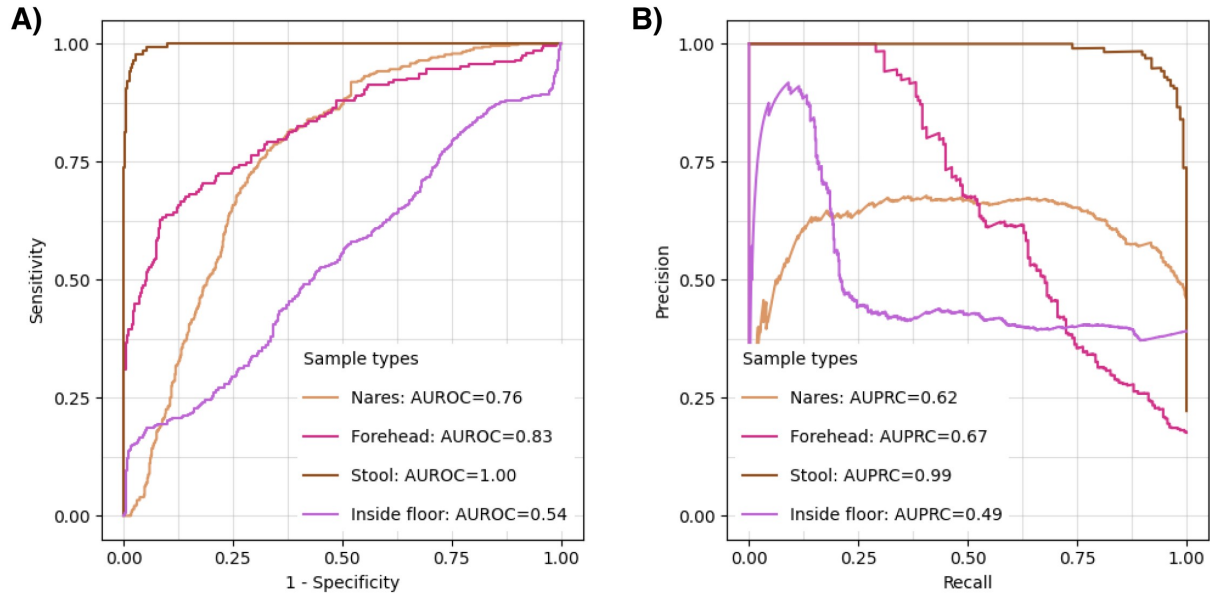 A)
1.00
0.75
0.50
0.25
0.00
Sensitivity
0.00 0.25 0.50 0.75 1.00
1 - Specificity
Sample types
Nares: AUROC=0.76
Forehead: AUROC=0.83
Stool: AUROC=1.00
Inside floor: AUROC=0.54
B)
1.00
0.75
0.50
0.25
0.00
Precision
0.00 0.25 0.50 0.75 1.00
Recall
Sample types
Nares: AUPRC=0.62
Forehead: AUPRC=0.67
Stool: AUPRC=0.99
Inside floor: AUPRC=0.49